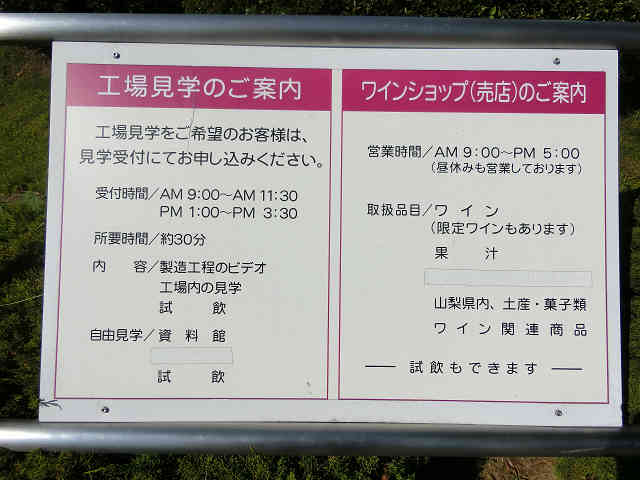 工場見学のご案内
工場見学をご希望のお客様は、
見学受付にてお申し込みください。
受付時間/AM 9:00~AM 11:30
PM 1:00~PM 3:30
所要時間/約30分
内 容/製造工程のビデオ
工場内の見学
試 飲
自由見学/資 料 館
試 飲
ワインショップ(売店)のご案内
営業時間/AM 9:00~PM 5:00
(昼休みも営業しております)
取扱品目/ワ イ ン
(限定ワインもあります)
果 汁
山梨県内、土産・菓子類
ワイン関連商品
試飲もできます